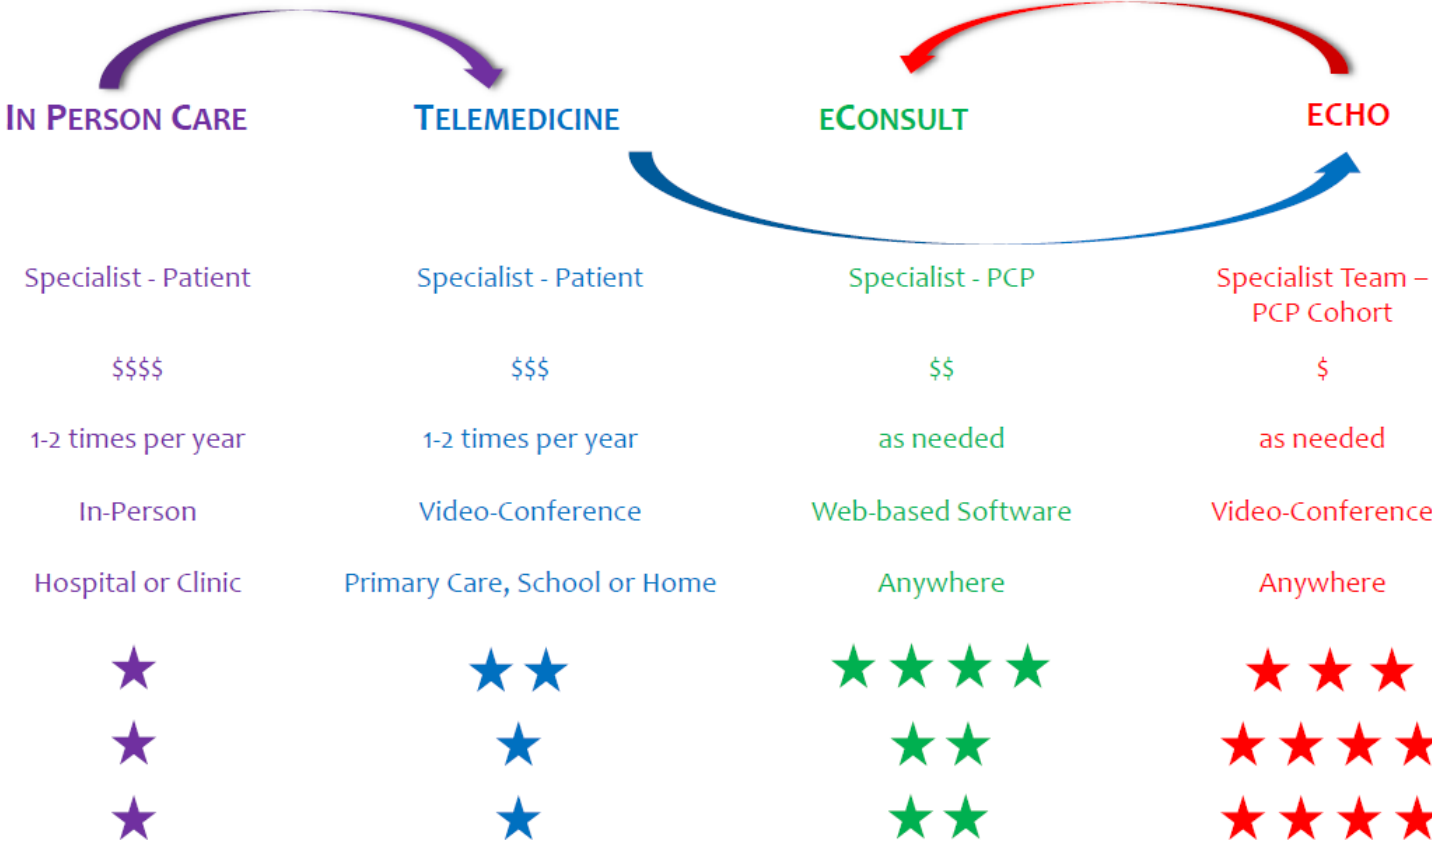 IN PERSON CARE
TELEMEDICINE
ECONSULT
ECHO
Specialist - Patient
Specialist - Patient
Specialist - PCP
Specialist Team –
PCP Cohort
$$$$
$$$
$$
$
1-2 times per year
1-2 times per year
as needed
as needed
In-Person
Video-Conference
Web-based Software
Video-Conference
Hospital or Clinic
Primary Care, School or Home
Anywhere
Anywhere